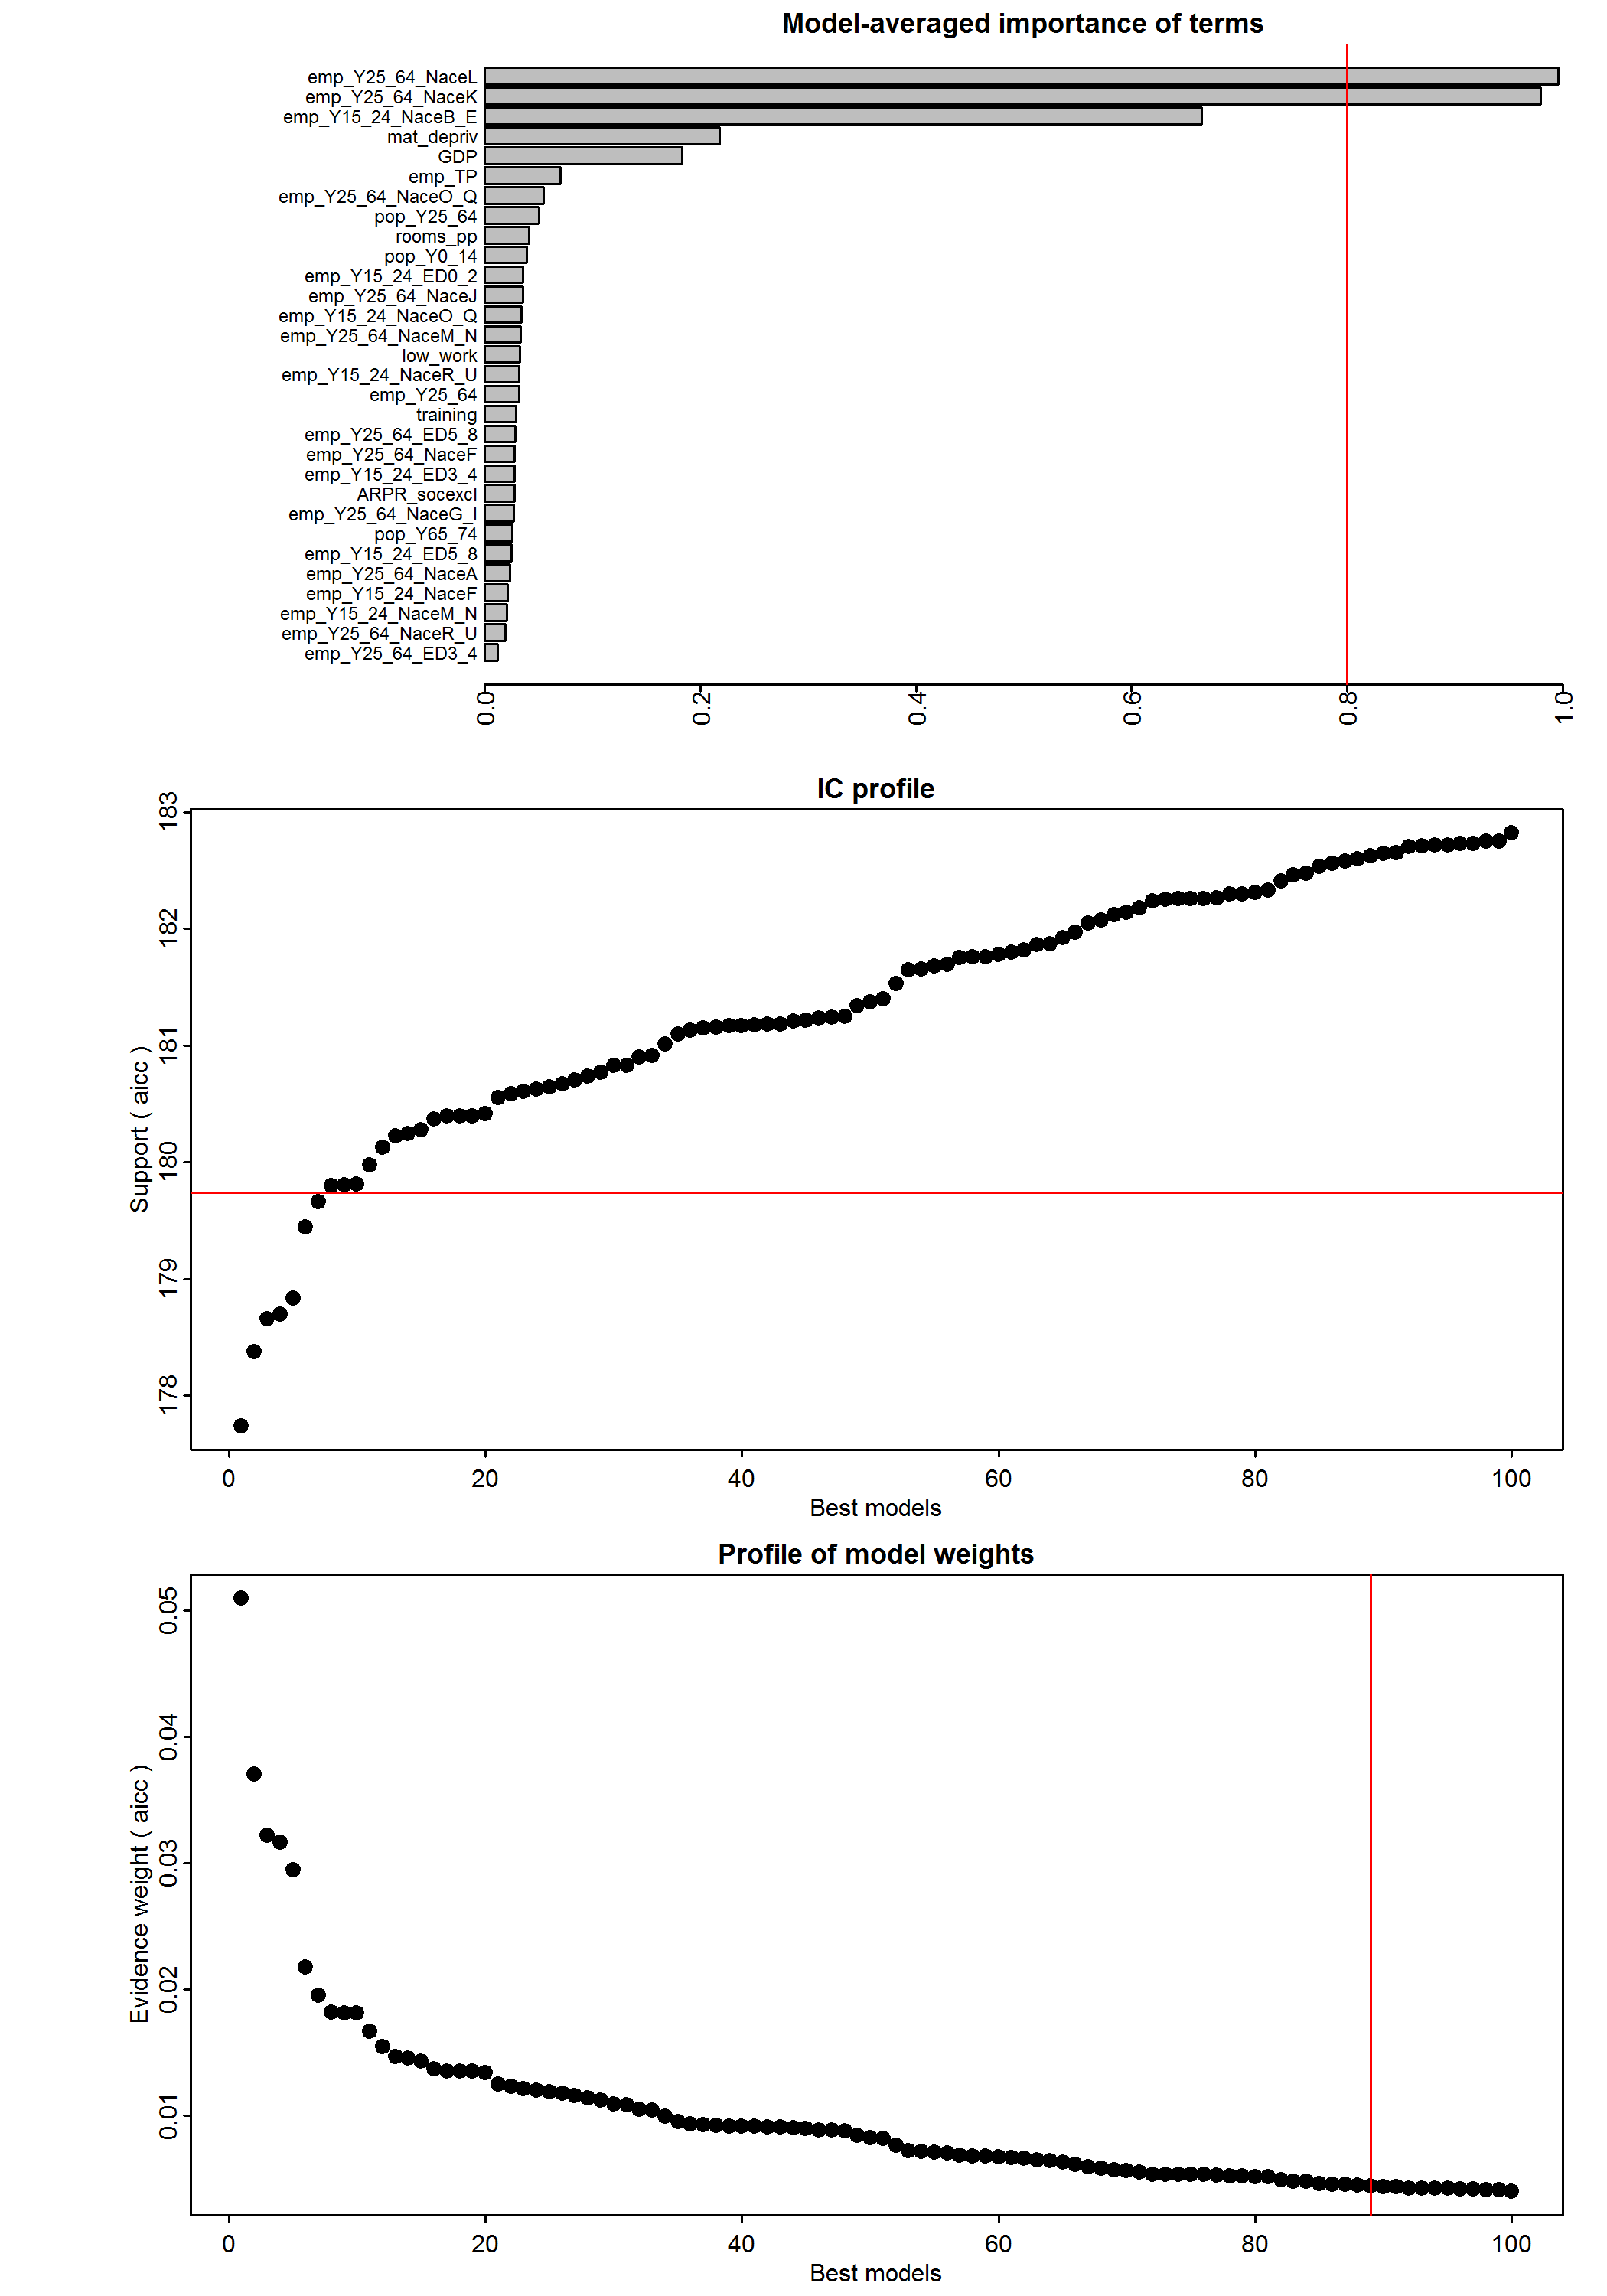 Model-averaged importance of terms
emp_Y25_64_NaceL
emp_Y25_64_NaceK
emp_Y15_24_NaceB_E
mat_depriv
GDP
emp_TP
emp_Y25_64_NaceO_Q
pop_Y25_64
rooms_pp
pop_Y0_14
emp_Y15_24_ED0_2
emp_Y25_64_NaceJ
emp_Y15_24_NaceO_Q
emp_Y25_64_NaceM_N
low_work
emp_Y15_24_NaceR_U
emp_Y25_64
training
emp_Y25_64_ED5_8
emp_Y25_64_NaceF
emp_Y15_24_ED3_4
ARPR_socexcl
emp_Y25_64_NaceG_I
pop_Y65_74
emp_Y15_24_ED5_8
emp_Y25_64_NaceA
emp_Y15_24_NaceF
emp_Y15_24_NaceM_N
emp_Y25_64_NaceR_U
emp_Y25_64_ED3_4
0.0 0.2 0.4 0.6 0.8 1.0
IC profile
Support ( aicc )
183
182
181
180
179
178
0 20 40 60 80 100
Best models
Profile of model weights
Evidence weight ( aicc )
0.05
0.04
0.03
0.02
0.01
0 20 40 60 80 100
Best models